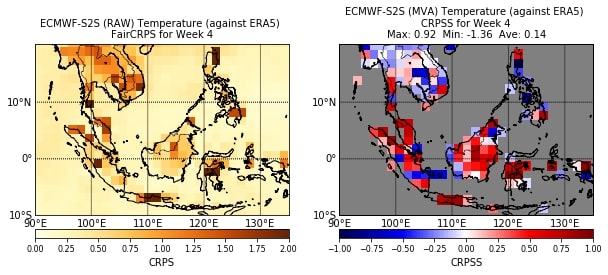 ECMWF-S2S (RAW) Temperature (against ERA5)
FairCRPS for Week 4
10°N
0°
10°S
90°E 100°E 110°E 120°E 130°E
0.00 0.25 0.50 0.75 1.00 1.25 1.50 1.75 2.00
CRPS
ECMWF-S2S (MVA) Temperature (against ERA5)
CRPSS for Week 4
Max: 0.92 Min: -1.36 Ave: 0.14
10°N
0°
10°S
90°E 100°E 110°E 120°E 130°E
−1.00 −0.75 −0.50 −0.25 0.00 0.25 0.50 0.75 1.00
CRPSS